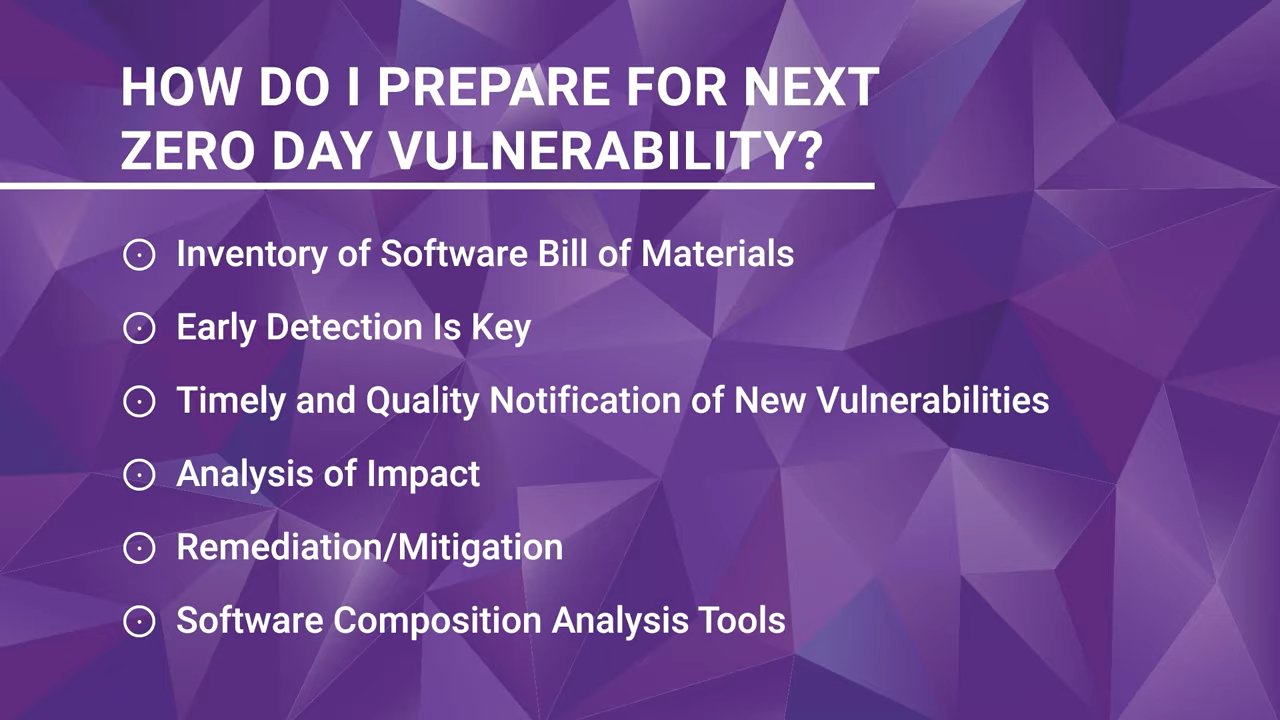 HOW DO I PREPARE FOR NEXT
ZERO DAY VULNERABILITY?
Inventory of Software Bill of Materials
Early Detection Is Key
Timely and Quality Notification of New Vulnerabilities
Analysis of Impact
Remediation/Mitigation
Software Composition Analysis Tools